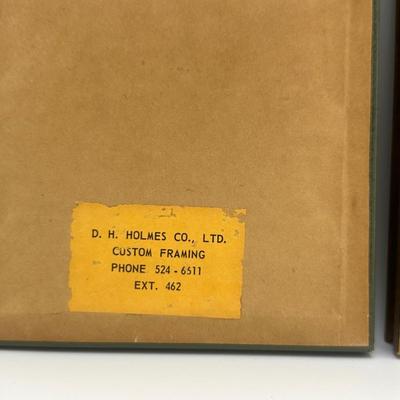 D. H. HOLMES CO., LTD.
CUSTOM FRAMING
PHONE 524-6511
EXT. 462